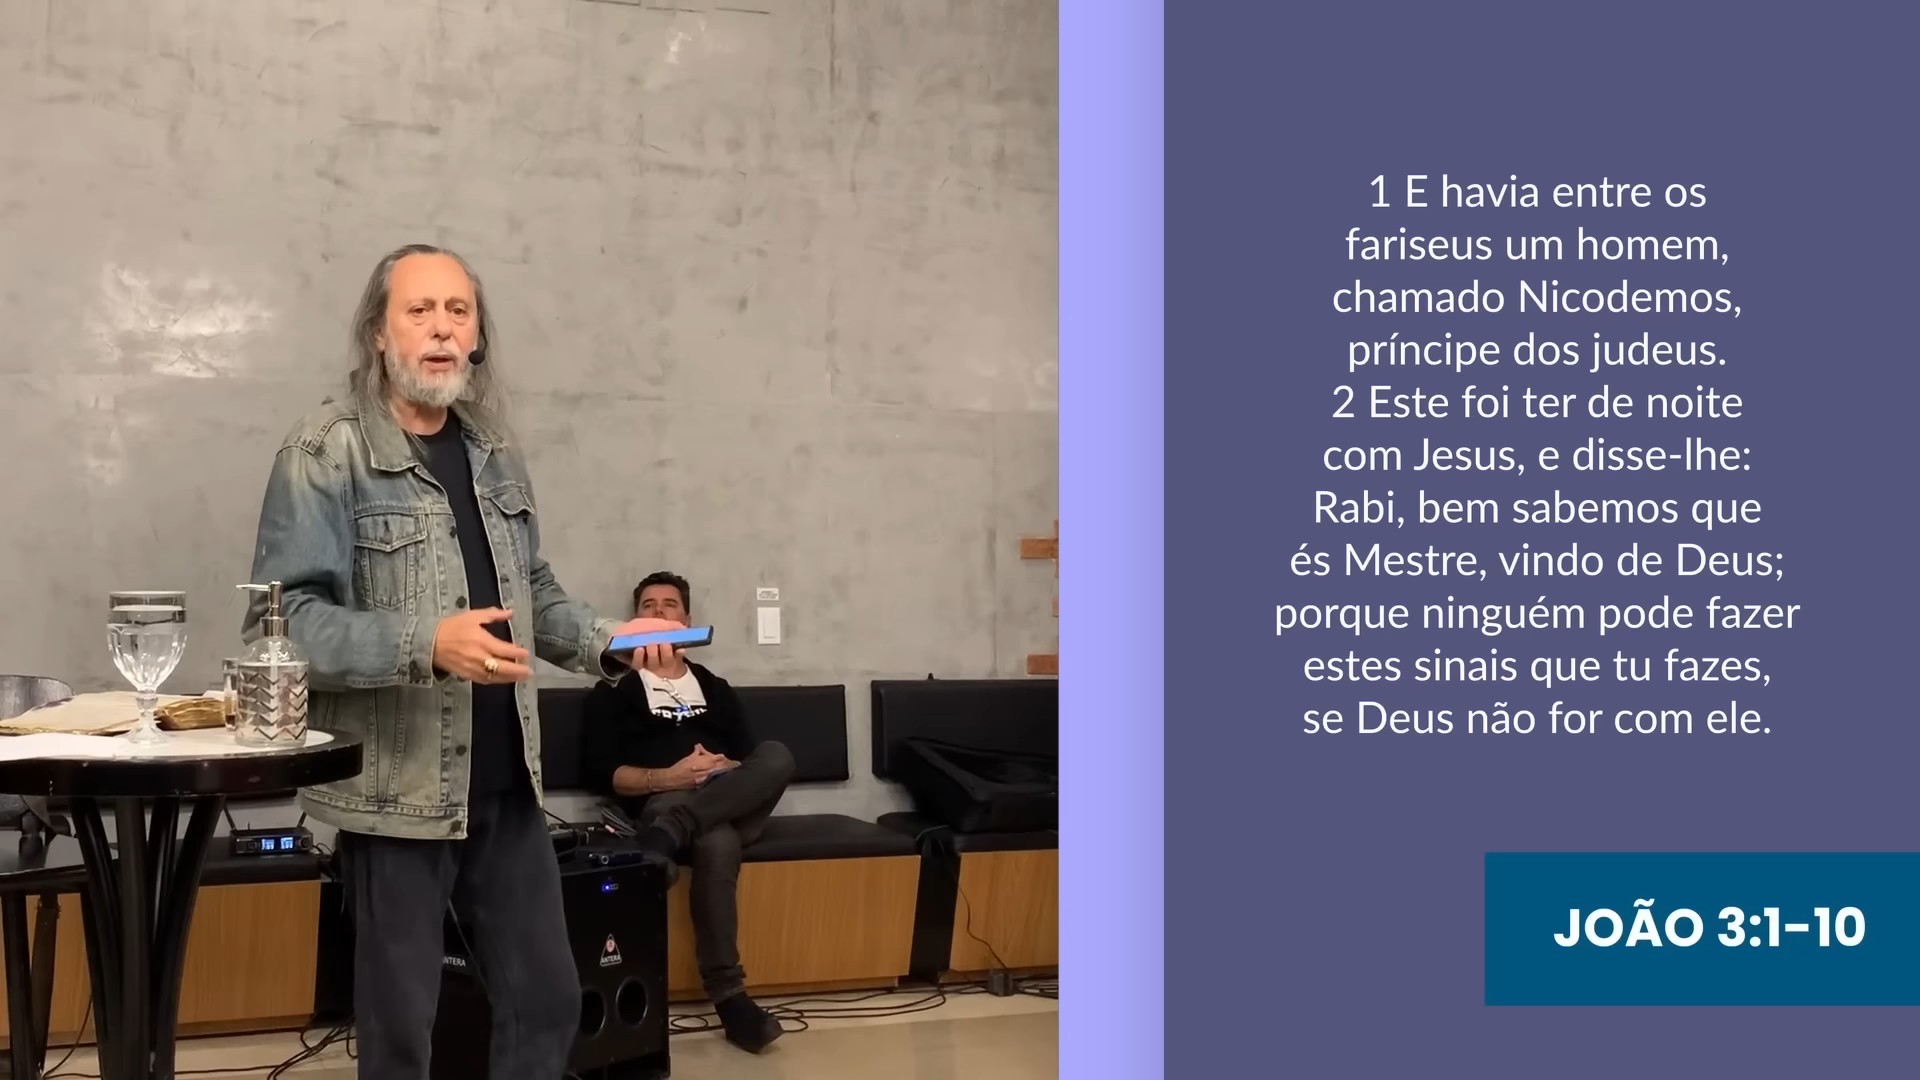 1 E havia entre os
fariseus um homem,
chamado Nicodemos,
príncipe dos judeus.
2 Este foi ter de noite
com Jesus, e disse-lhe:
Rabi, bem sabemos que
és Mestre, vindo de Deus;
porque ninguém pode fazer
estes sinais que tu fazes,
se Deus não for com ele.
JOÃO 3:1-10
ANTERA